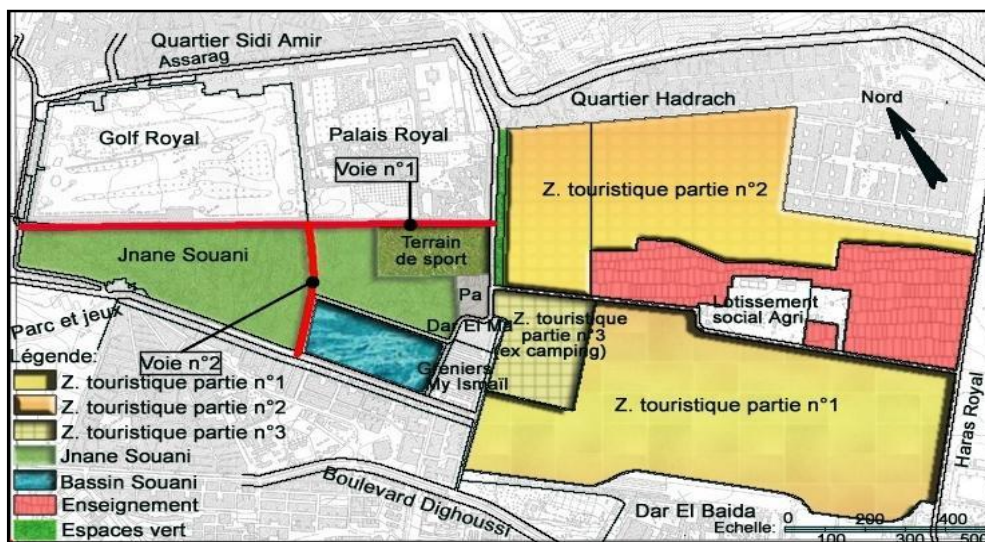 Quartier Sidi Amir
Assarag
Golf Royal
Palais Royal
Voie n°1
Quartier Hadrach
Nord
Z. touristique partie n°2
Jnane Souani
Terrain
de sport
Pa
Parc et jeux
Voie n°2
Dar El Ma
Greniers
My Ismaïl
Z. touristique
partie n°3
(ex camping)
Lotissement
social Agri.
Z. touristique partie n°1
Haras Royal
Boulevard Dighoussi
Dar El Baida
Légende:
Z. touristique partie n°1
Z. touristique partie n°2
Z. touristique partie n°3
Jnane Souani
Bassin Souani
Enseignement
Espaces vert
Echelle: 0 200 400
100 300 500